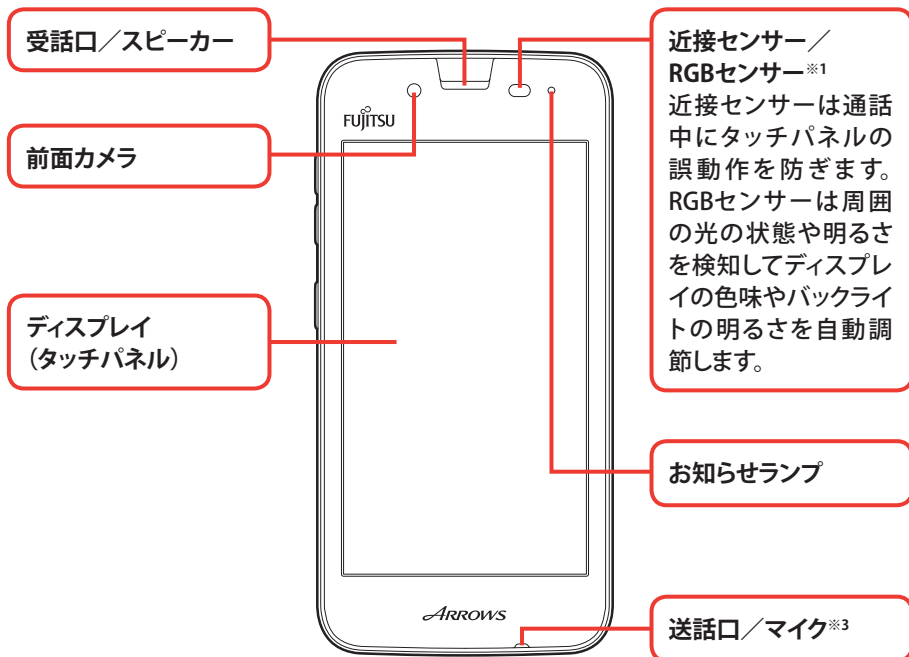 受話口／スピーカー
前面カメラ
ディスプレイ
（タッチパネル）
FUJITSU
ARROWS
近接センサー／
RGBセンサー※1
近接センサーは通話
中にタッチパネルの
誤動作を防ぎます。
RGBセンサーは周囲
の光の状態や明るさ
を検知してディスプレ
イの色味やバックライ
トの明るさを自動調
節します。
お知らせランプ
送話口／マイク※3